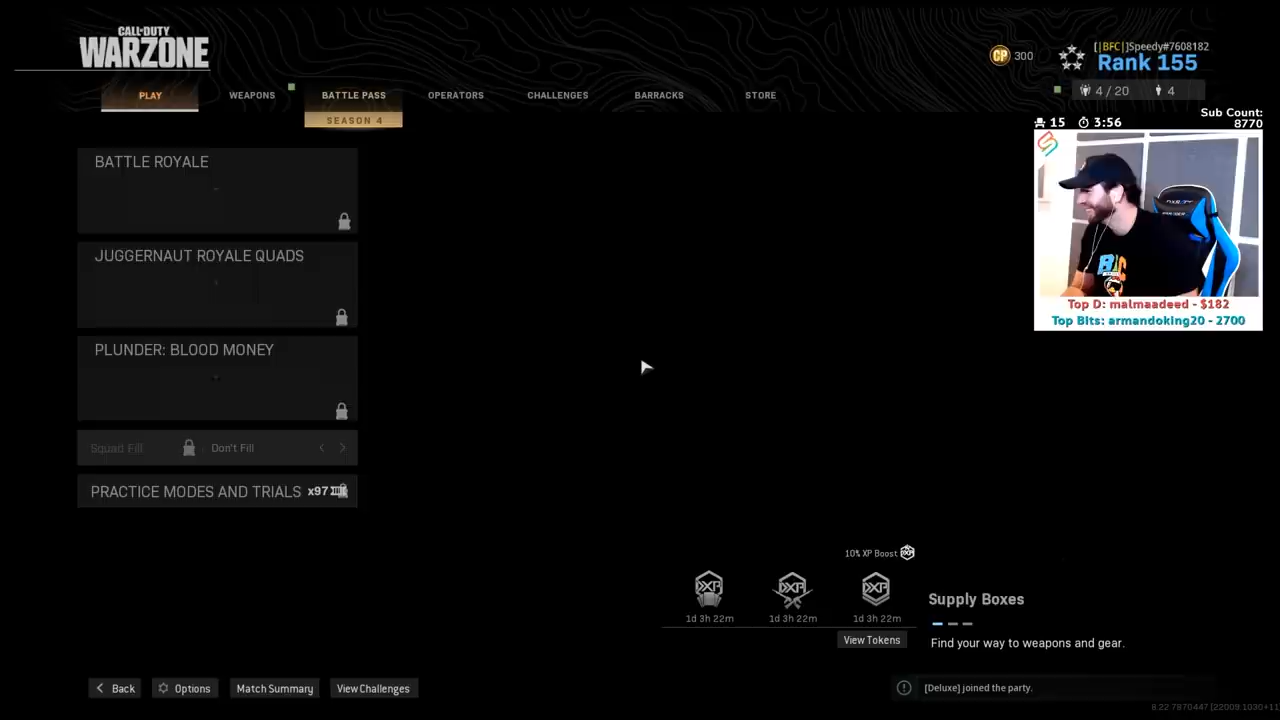 CALL OF DUTY
WARZONE
CP 300
[|BFC|]Speedy#7608182
Rank 155
PLAY
WEAPONS
BATTLE PASS
OPERATORS
CHALLENGES
BARRACKS
STORE
4 / 20
4
SEASON 4
Sub Count:
15
3:56
8770
BATTLE ROYALE
JUGGERNAUT ROYALE QUADS
PLUNDER: BLOOD MONEY
Top D: malmaadeed - $182
Top Bits: armandoking20 - 2700
Squad Fill
Don't Fill
PRACTICE MODES AND TRIALS
10% XP Boost
1d 3h 22m
1d 3h 22m
1d 3h 22m
View Tokens
Supply Boxes
Find your way to weapons and gear.
Back
Options
Match Summary
View Challenges
[Deluxe] joined the party.